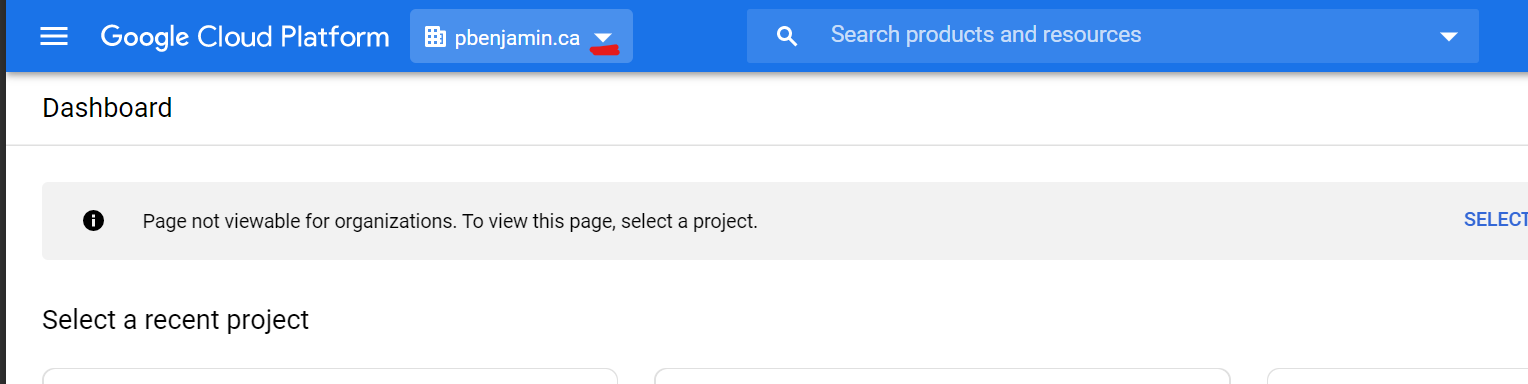 Google Cloud Platform
pbenjamin.ca
Search products and resources
Dashboard
Page not viewable for organizations. To view this page, select a project.
SELECT
Select a recent project